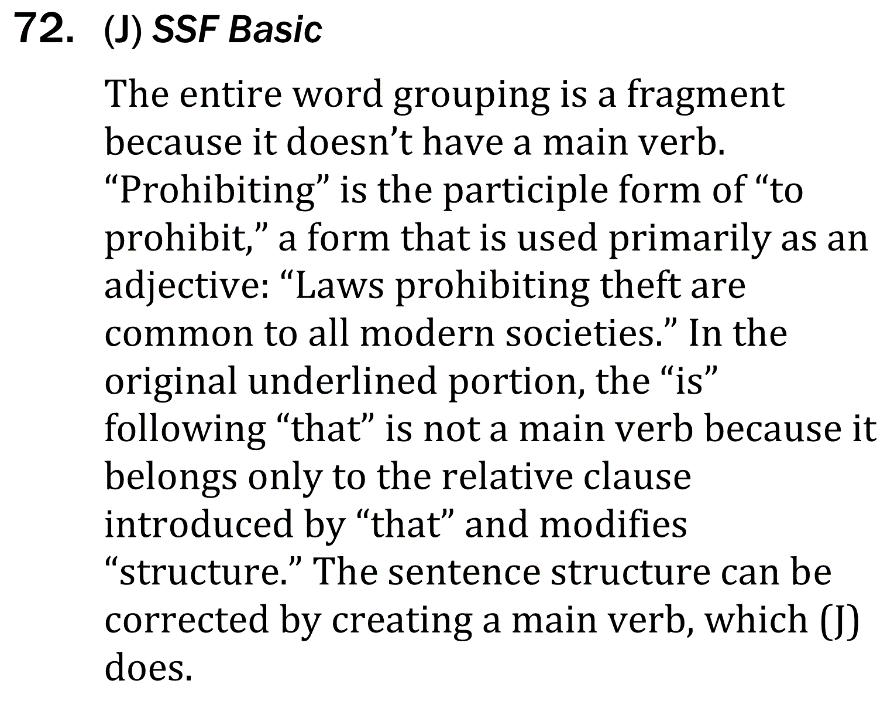 72. (J) SSF Basic
The entire word grouping is a fragment
because it doesn’t have a main verb.
“Prohibiting” is the participle form of “to
prohibit,” a form that is used primarily as an
adjective: “Laws prohibiting theft are
common to all modern societies.” In the
original underlined portion, the “is”
following “that” is not a main verb because it
belongs only to the relative clause
introduced by “that” and modifies
“structure.” The sentence structure can be
corrected by creating a main verb, which (J)
does.